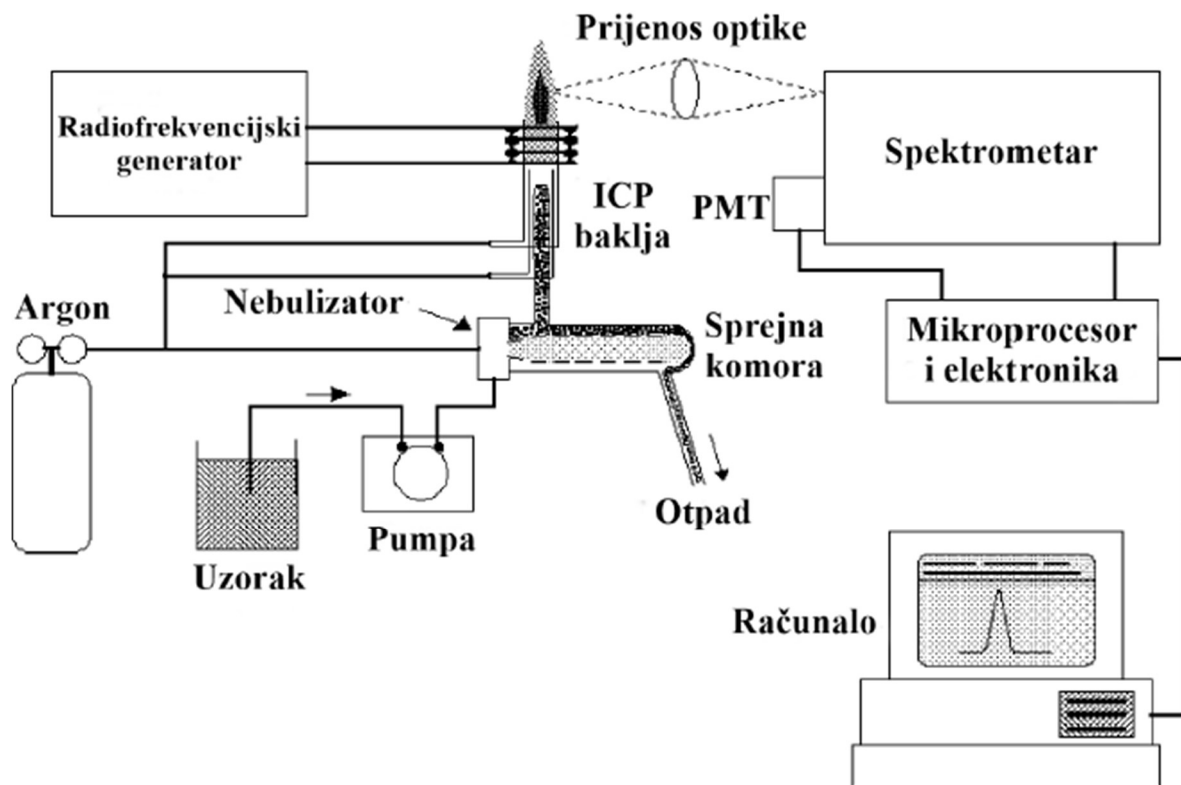 Prijenos optike
Radiofrekvencijski
generator
Spektrometar
ICP
baklja
PMT
Nebulizator
Argon
Sprejna
komora
Mikroprocesor
i elektronika
Otpad
Pumpa
Uzorak
Računalo